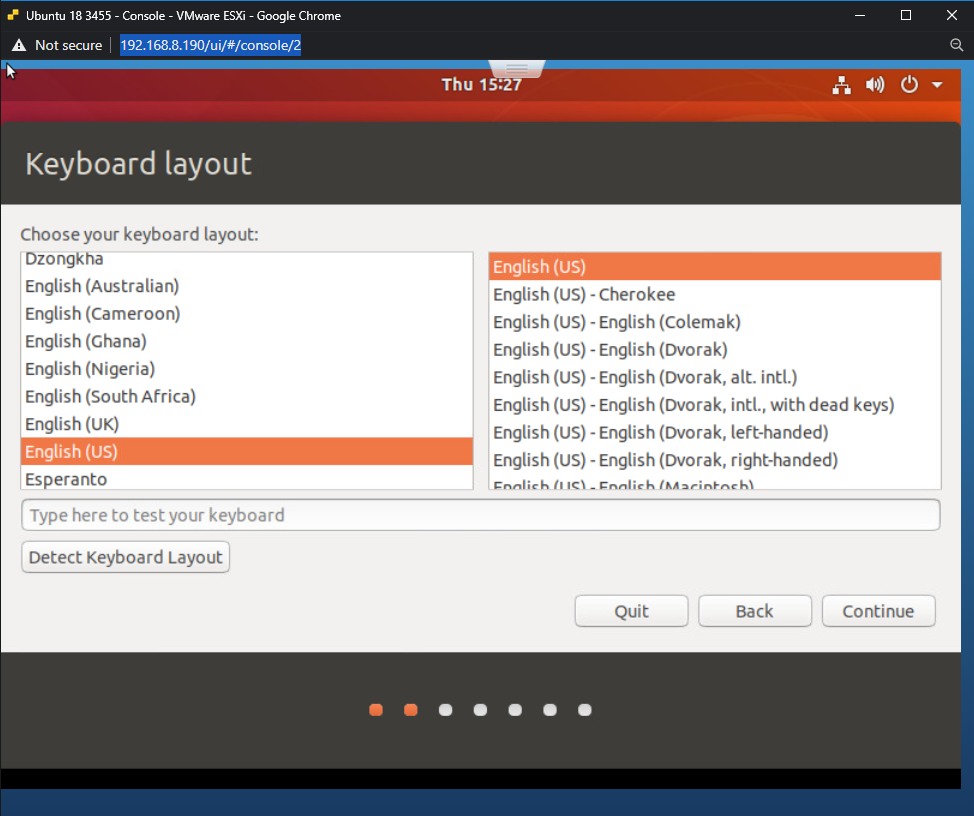 Ubuntu 18 3455 - Console - VMware ESXi - Google Chrome
Not secure 192.168.8.190/ui/#/console/2
Thu 15:27
Keyboard layout
Choose your keyboard layout:
Dzongkha
English (Australian)
English (Cameroon)
English (Ghana)
English (Nigeria)
English (South Africa)
English (UK)
English (US)
Esperanto
English (US)
English (US) - Cherokee
English (US) - English (Colemak)
English (US) - English (Dvorak)
English (US) - English (Dvorak, alt. intl.)
English (US) - English (Dvorak, intl., with dead keys)
English (US) - English (Dvorak, left-handed)
English (US) - English (Dvorak, right-handed)
English (US) - English (Macintosh)
Type here to test your keyboard
Detect Keyboard Layout
Quit Back Continue